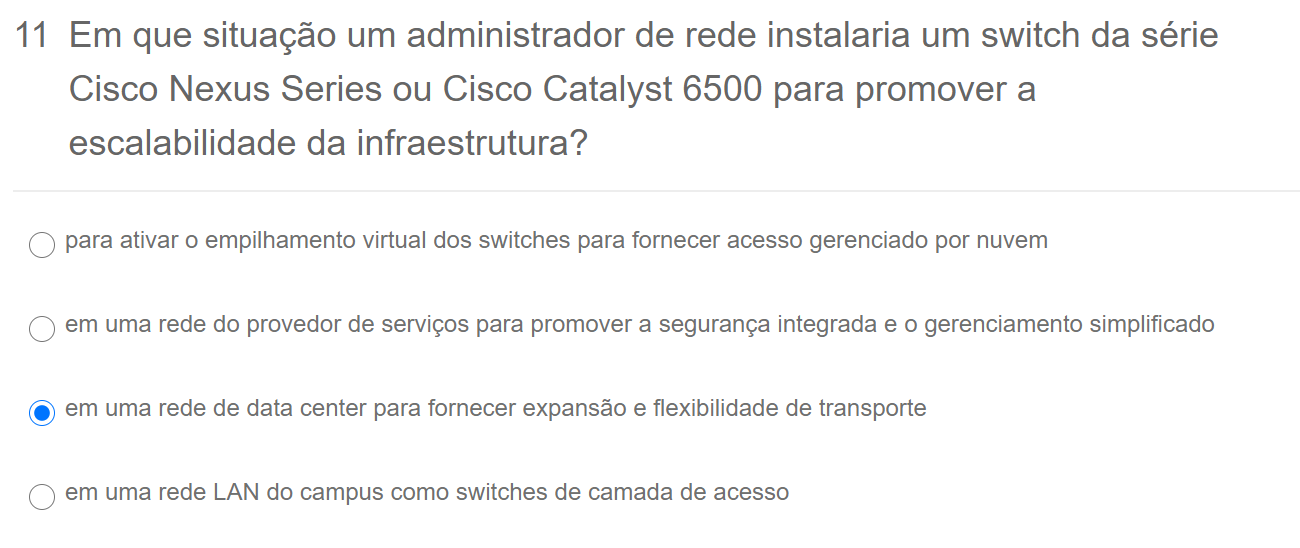 11 Em que situação um administrador de rede instalaria um switch da série
Cisco Nexus Series ou Cisco Catalyst 6500 para promover a
escalabilidade da infraestrutura?
para ativar o empilhamento virtual dos switches para fornecer acesso gerenciado por nuvem
em uma rede do provedor de serviços para promover a segurança integrada e o gerenciamento simplificado
em uma rede de data center para fornecer expansão e flexibilidade de transporte
em uma rede LAN do campus como switches de camada de acesso